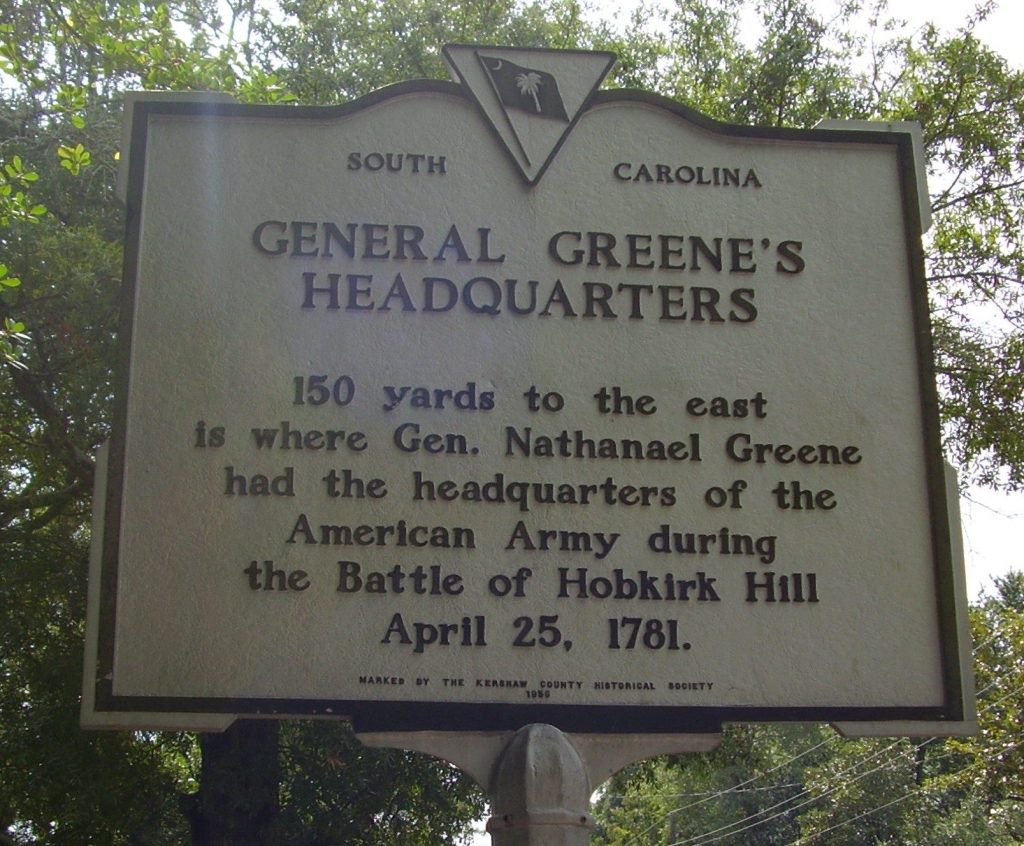 SOUTH CAROLINA
GENERAL GREENE'S
HEADQUARTERS
150 yards to the east
is where Gen. Nathanael Greene
had the headquarters of the
American Army during
the Battle of Hobkirk Hill
April 25, 1781.
MARKED BY THE KERSHAW COUNTY HISTORICAL SOCIETY
1956